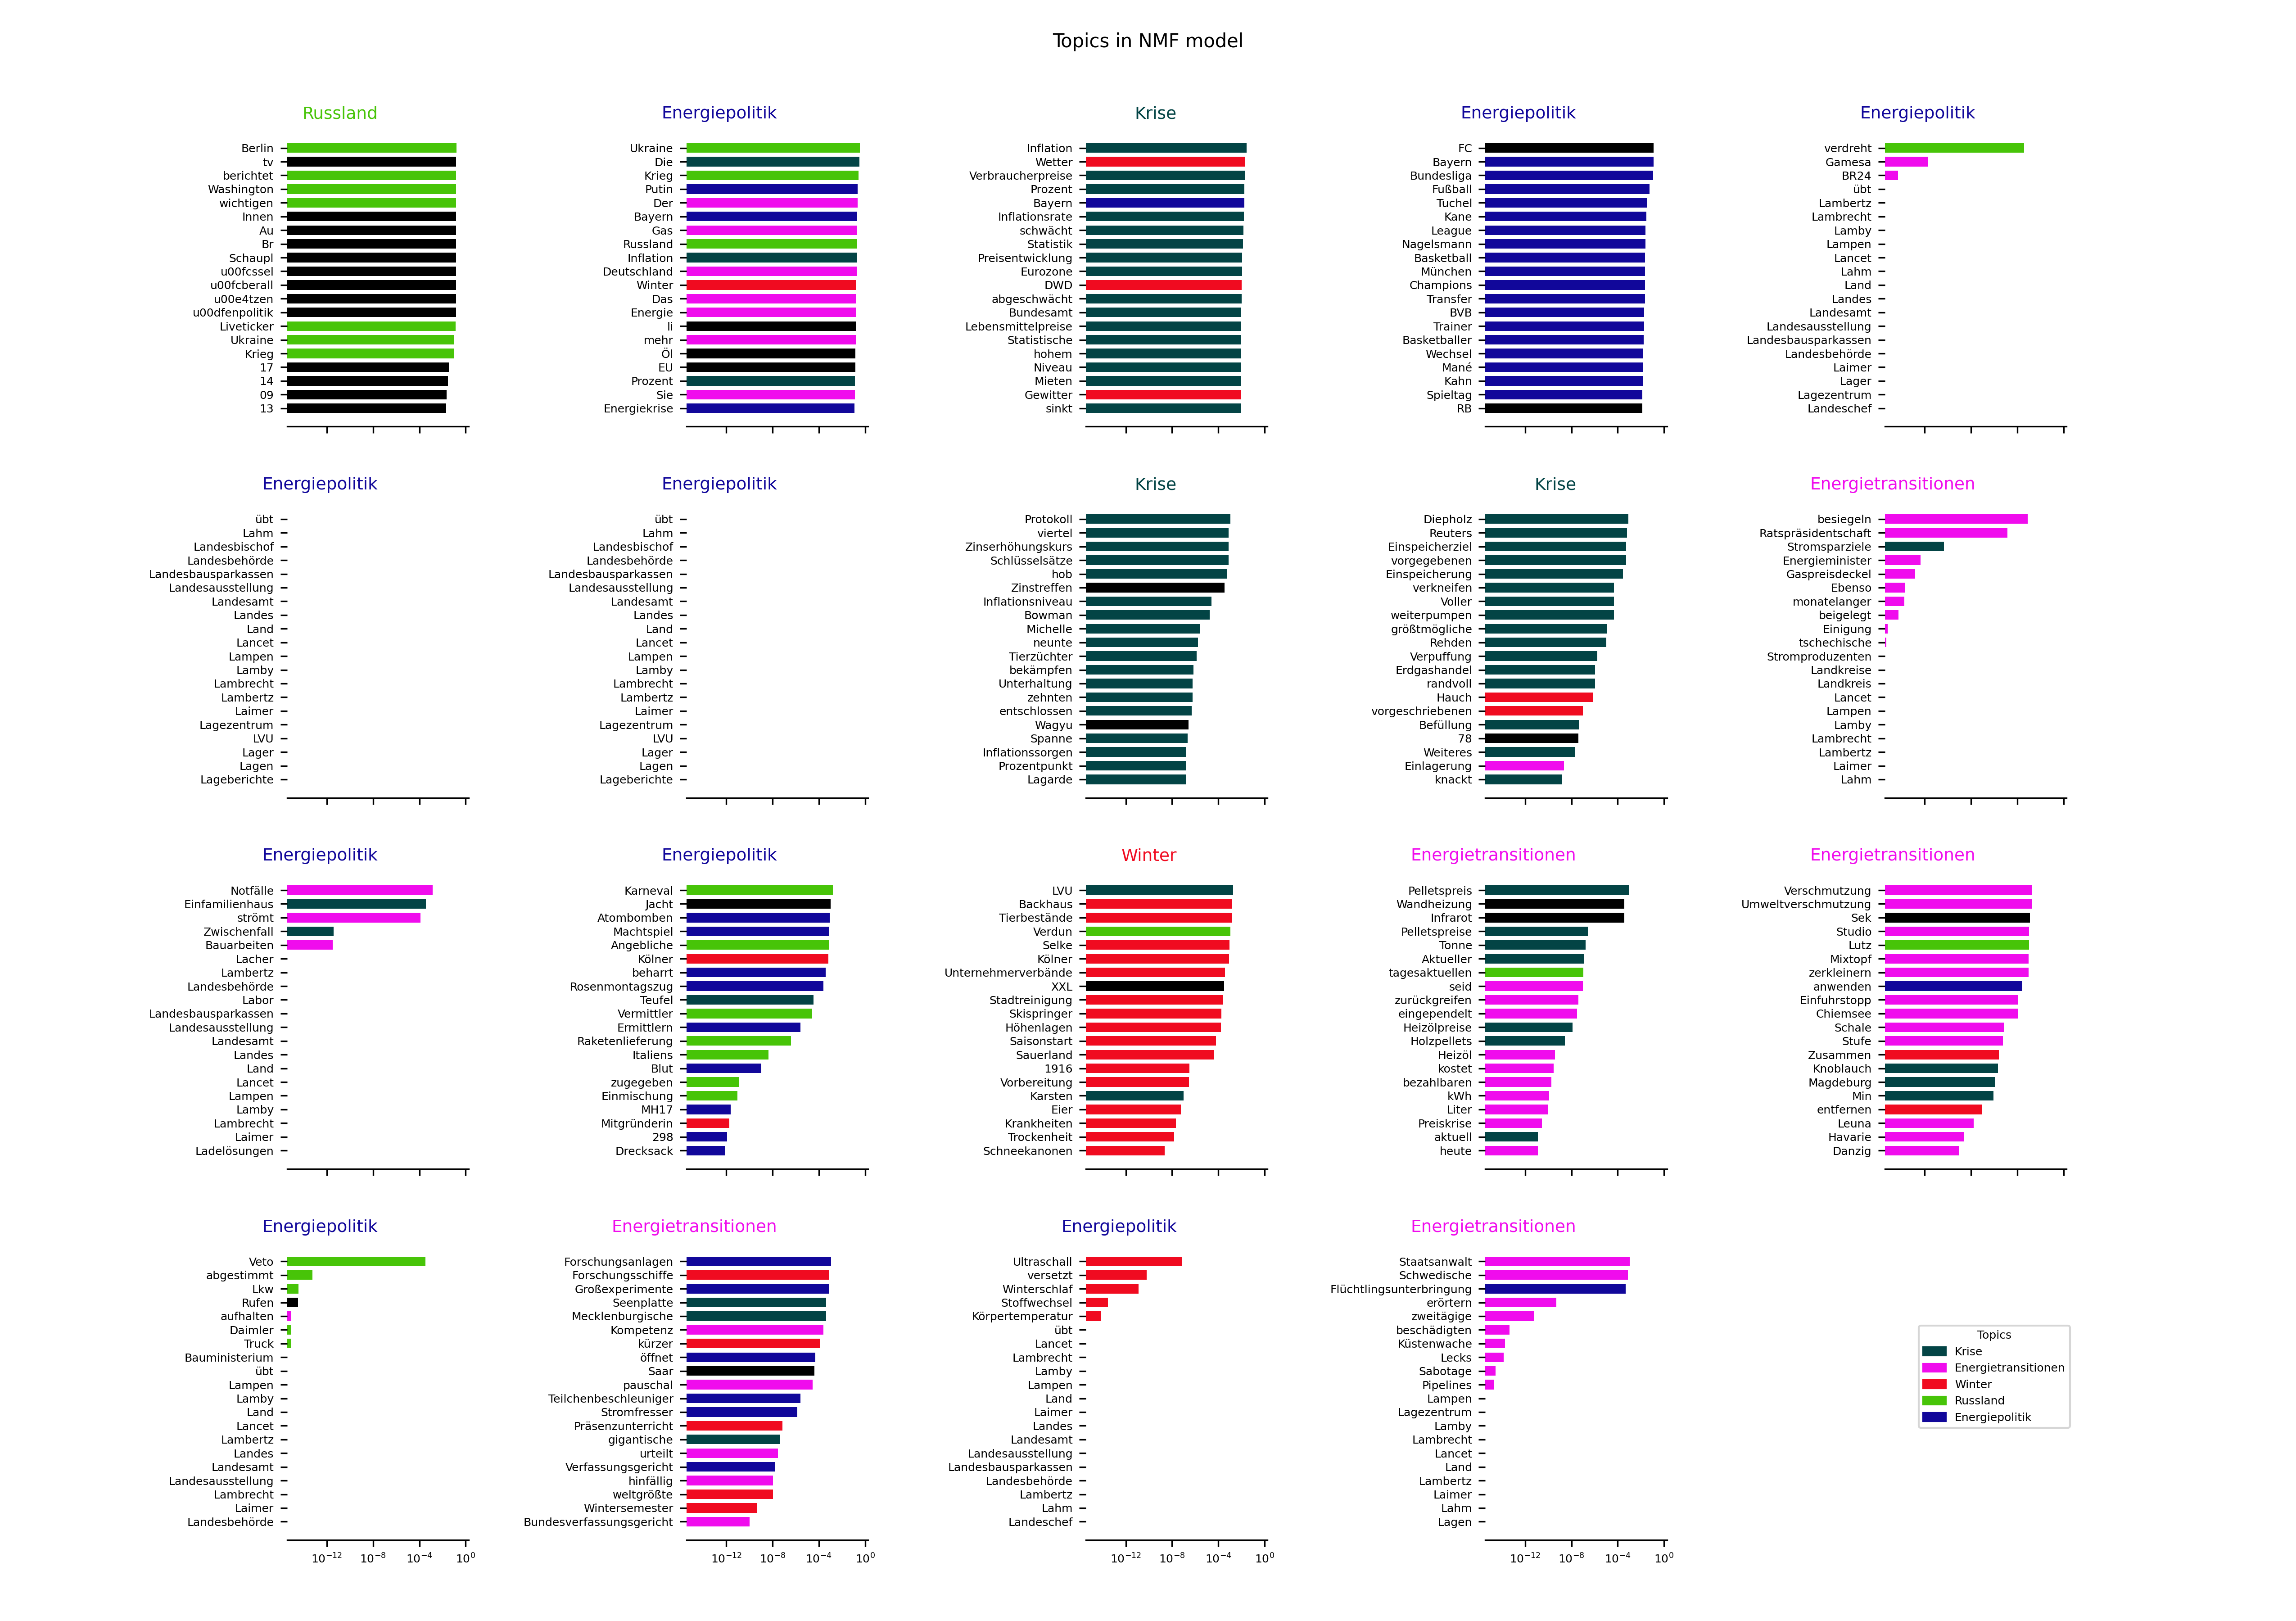 Topics in NMF model
Russland
Berlin
tv
berichtet
Washington
wichtigen
Innen
Au
Br
Schaupl
u00fcssel
u00fcberall
u00e4tzen
u00dfenpolitik
Liveticker
Ukraine
Krieg
17
14
09
13
Energiepolitik
Ukraine
Die
Krieg
Putin
Der
Bayern
Gas
Russland
Inflation
Deutschland
Winter
Das
Energie
li
mehr
Öl
EU
Prozent
Sie
Energiekrise
Krise
Inflation
Wetter
Verbraucherpreise
Prozent
Bayern
Inflationsrate
schwächt
Statistik
Preisentwicklung
Eurozone
DWD
abgeschwächt
Bundesamt
Lebensmittelpreise
Statistische
hohem
Niveau
Mieten
Gewitter
sinkt
Energiepolitik
FC
Bayern
Bundesliga
Fußball
Tuchel
Kane
League
Nagelsmann
Basketball
München
Champions
Transfer
BVB
Trainer
Basketballer
Wechsel
Mané
Kahn
Spieltag
RB
Energiepolitik
verdreht
Gamesa
BR24
übt
Lambertz
Lambrecht
Lamby
Lampen
Lancet
Lahm
Land
Landes
Landesamt
Landesausstellung
Landesbausparkassen
Landesbehörde
Laimer
Lager
Lagezentrum
Landeschef
Energiepolitik
übt
Lahm
Landesbischof
Landesbehörde
Landesbausparkassen
Landesausstellung
Landesamt
Landes
Land
Lancet
Lampen
Lamby
Lambrecht
Lambertz
Laimer
Lagezentrum
LVU
Lager
Lagen
Lageberichte
Energiepolitik
übt
Lahm
Landesbischof
Landesbehörde
Landesbausparkassen
Landesausstellung
Landesamt
Landes
Land
Lancet
Lampen
Lamby
Lambrecht
Lambertz
Laimer
Lagezentrum
LVU
Lager
Lagen
Lageberichte
Krise
Protokoll
viertel
Zinserhöhungskurs
Schlüsselsätze
hob
Zinstreffen
Inflationsniveau
Bowman
Michelle
neunte
Tierzüchter
bekämpfen
Unterhaltung
zehnten
entschlossen
Wagyu
Spanne
Inflationssorgen
Prozentpunkt
Lagarde
Krise
Diepholz
Reuters
Einspeicherziel
vorgegebenen
Einspeicherung
verkneifen
Voller
weiterpumpen
größtmögliche
Rehden
Verpuffung
Erdgashandel
randvoll
Hauch
vorgeschriebenen
Befüllung
78
Weiteres
Einlagerung
knackt
Energietransitionen
besiegeln
Ratspräsidentschaft
Stromsparziele
Energieminister
Gaspreisdeckel
Ebenso
monatelanger
beigelegt
Einigung
tschechische
Stromproduzenten
Landkreise
Landkreis
Lancet
Lampen
Lamby
Lambrecht
Lambertz
Laimer
Lahm
Energiepolitik
Notfälle
Einfamilienhaus
strömt
Zwischenfall
Bauarbeiten
Lacher
Lambertz
Landesbehörde
Labor
Landesbausparkassen
Landesausstellung
Landesamt
Landes
Land
Lancet
Lampen
Lamby
Lambrecht
Laimer
Ladelösungen
Energiepolitik
Karneval
Jacht
Atombomben
Machtspiel
Angebliche
Kölner
beharrt
Rosenmontagszug
Teufel
Vermittler
Ermittlern
Raketenlieferung
Italiens
Blut
zugegeben
Einmischung
MH17
Mitgründerin
298
Drecksack
Winter
LVU
Backhaus
Tierbestände
Verdun
Selke
Kölner
Unternehmerverbände
XXL
Stadtreinigung
Skispringer
Höhenlagen
Saisonstart
Sauerland
1916
Vorbereitung
Karsten
Eier
Krankheiten
Trockenheit
Schneekanonen
Energietransitionen
Pelletspreis
Wandheizung
Infrarot
Pelletspreise
Tonne
Aktueller
tagesaktuellen
seid
zurückgreifen
eingependelt
Heizölpreise
Holzpellets
Heizöl
kostet
bezahlbaren
kWh
Liter
Preiskrise
aktuell
heute
Energietransitionen
Verschmutzung
Umweltverschmutzung
Sek
Studio
Lutz
Mixtopf
zerkleinern
anwenden
Einfuhrstopp
Chiemsee
Schale
Stufe
Zusammen
Knoblauch
Magdeburg
Min
entfernen
Leuna
Havarie
Danzig
Energiepolitik
Veto
abgestimmt
Lkw
Rufen
aufhalten
Daimler
Truck
Bauministerium
übt
Lampen
Lamby
Land
Lancet
Lambertz
Landes
Landesamt
Landesausstellung
Lambrecht
Laimer
Landesbehörde
10⁻¹² 10⁻⁸ 10⁻⁴ 10⁰
Energietransitionen
Forschungsanlagen
Forschungsschiffe
Großexperimente
Seenplatte
Mecklenburgische
Kompetenz
kürzer
öffnet
Saar
pauschal
Teilchenbeschleuniger
Stromfresser
Präsenzunterricht
gigantische
urteilt
Verfassungsgericht
hinfällig
weltgrößte
Wintersemester
Bundesverfassungsgericht
10⁻¹² 10⁻⁸ 10⁻⁴ 10⁰
Energiepolitik
Ultraschall
versetzt
Winterschlaf
Stoffwechsel
Körpertemperatur
übt
Lancet
Lambrecht
Lamby
Lampen
Land
Laimer
Landes
Landesamt
Landesausstellung
Landesbausparkassen
Landesbehörde
Lambertz
Lahm
Landeschef
10⁻¹² 10⁻⁸ 10⁻⁴ 10⁰
Energietransitionen
Staatsanwalt
Schwedische
Flüchtlingsunterbringung
erörtern
zweitägige
beschädigten
Küstenwache
Lecks
Sabotage
Pipelines
Lampen
Lagezentrum
Lamby
Lambrecht
Lancet
Land
Lambertz
Laimer
Lahm
Lagen
10⁻¹² 10⁻⁸ 10⁻⁴ 10⁰
Topics
Krise
Energietransitionen
Winter
Russland
Energiepolitik